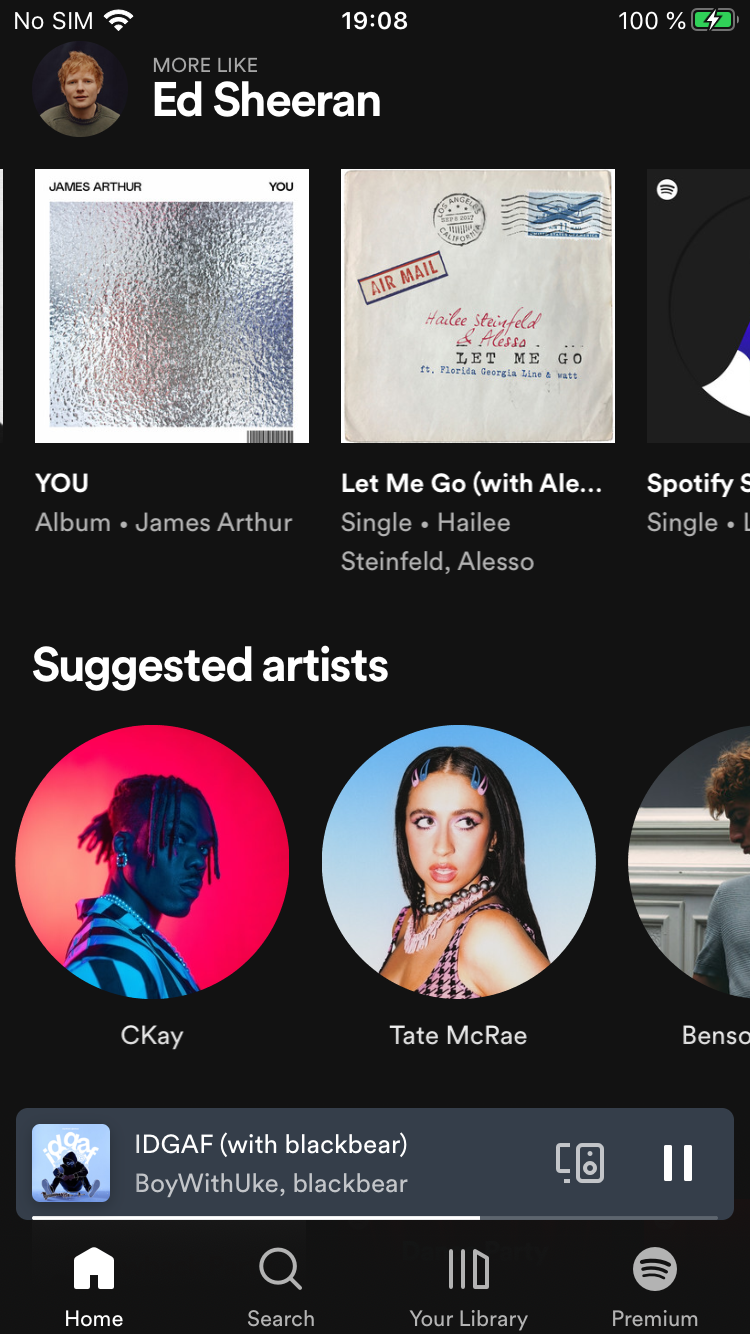 No SIM 19:08 100 %
MORE LIKE
Ed Sheeran
JAMES ARTHUR YOU
LOS ANGELES
SEP 8 2017
CALIFORNIA
AIR MAIL
Hailee Steinfeld
& Alesso
LET ME GO
ft. Florida Georgia Line & watt
YOU
Album • James Arthur
Let Me Go (with Ale...
Single • Hailee
Steinfeld, Alesso
Spotify S
Single • L
Suggested artists
CKay
Tate McRae
Benso
idgaf
IDGAF (with blackbear)
BoyWithUke, blackbear
Party
Home
Search
Your Library
Premium